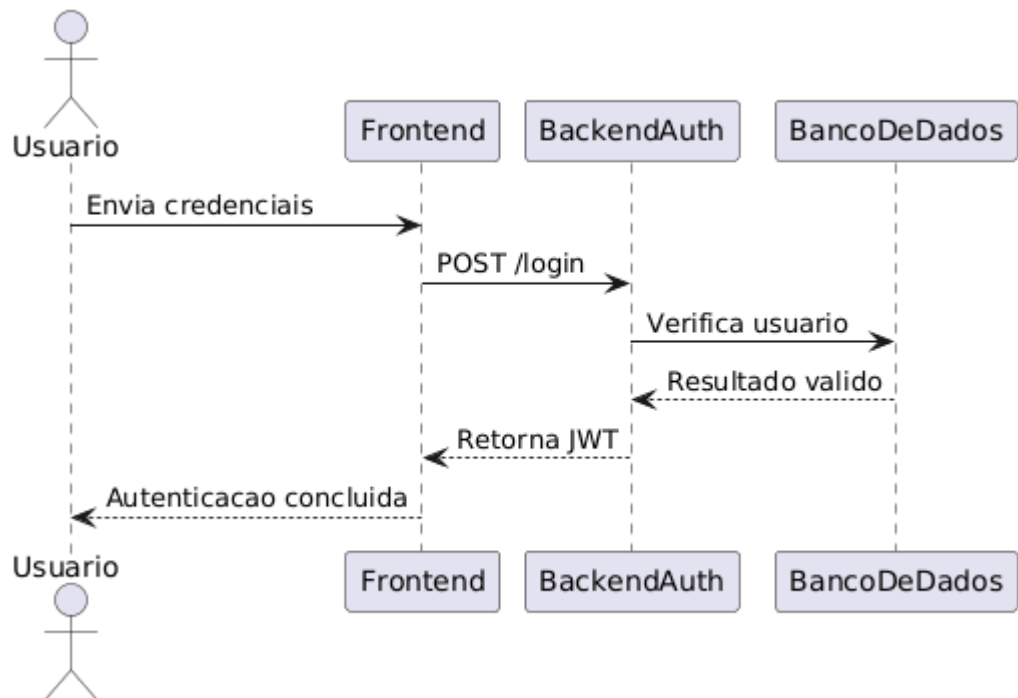 Usuario
Frontend
BackendAuth
BancoDeDados
Envia credenciais
POST /login
Verifica usuario
Resultado valido
Retorna JWT
Autenticacao concluida
Usuario
Frontend
BackendAuth
BancoDeDados